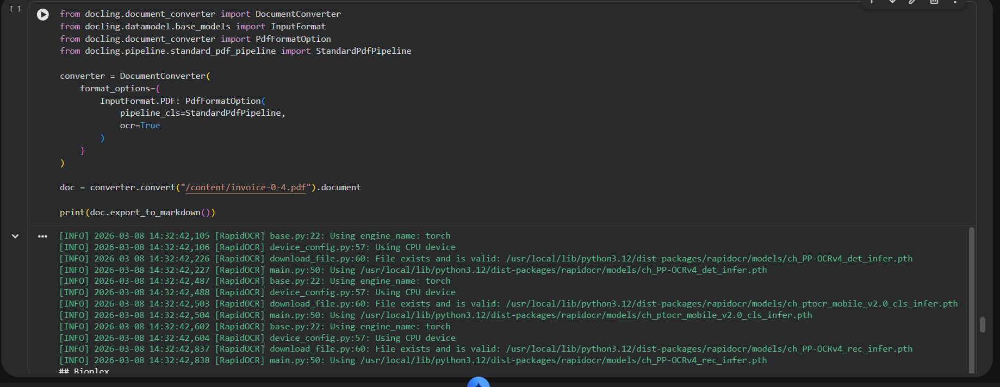 [ ]
from docling.document_converter import DocumentConverter
from docling.datamodel.base_models import InputFormat
from docling.document_converter import PdfFormatOption
from docling.pipeline.standard_pdf_pipeline import StandardPdfPipeline

converter = DocumentConverter(
    format_options={
        InputFormat.PDF: PdfFormatOption(
            pipeline_cls=StandardPdfPipeline,
            ocr=True
        )
    }
)

doc = converter.convert("/content/invoice-0-4.pdf").document

print(doc.export_to_markdown())
[INFO] 2026-03-08 14:32:42,105 [RapidOCR] base.py:22: Using engine_name: torch
[INFO] 2026-03-08 14:32:42,106 [RapidOCR] device_config.py:57: Using CPU device
[INFO] 2026-03-08 14:32:42,226 [RapidOCR] download_file.py:60: File exists and is valid: /usr/local/lib/python3.12/dist-packages/rapidocr/models/ch_PP-OCRv4_det_infer.pth
[INFO] 2026-03-08 14:32:42,227 [RapidOCR] main.py:50: Using /usr/local/lib/python3.12/dist-packages/rapidocr/models/ch_PP-OCRv4_det_infer.pth
[INFO] 2026-03-08 14:32:42,487 [RapidOCR] base.py:22: Using engine_name: torch
[INFO] 2026-03-08 14:32:42,488 [RapidOCR] device_config.py:57: Using CPU device
[INFO] 2026-03-08 14:32:42,503 [RapidOCR] download_file.py:60: File exists and is valid: /usr/local/lib/python3.12/dist-packages/rapidocr/models/ch_ptocr_mobile_v2.0_cls_infer.pth
[INFO] 2026-03-08 14:32:42,504 [RapidOCR] main.py:50: Using /usr/local/lib/python3.12/dist-packages/rapidocr/models/ch_ptocr_mobile_v2.0_cls_infer.pth
[INFO] 2026-03-08 14:32:42,602 [RapidOCR] base.py:22: Using engine_name: torch
[INFO] 2026-03-08 14:32:42,604 [RapidOCR] device_config.py:57: Using CPU device
[INFO] 2026-03-08 14:32:42,837 [RapidOCR] download_file.py:60: File exists and is valid: /usr/local/lib/python3.12/dist-packages/rapidocr/models/ch_PP-OCRv4_rec_infer.pth
[INFO] 2026-03-08 14:32:42,838 [RapidOCR] main.py:50: Using /usr/local/lib/python3.12/dist-packages/rapidocr/models/ch_PP-OCRv4_rec_infer.pth
## Bioplex